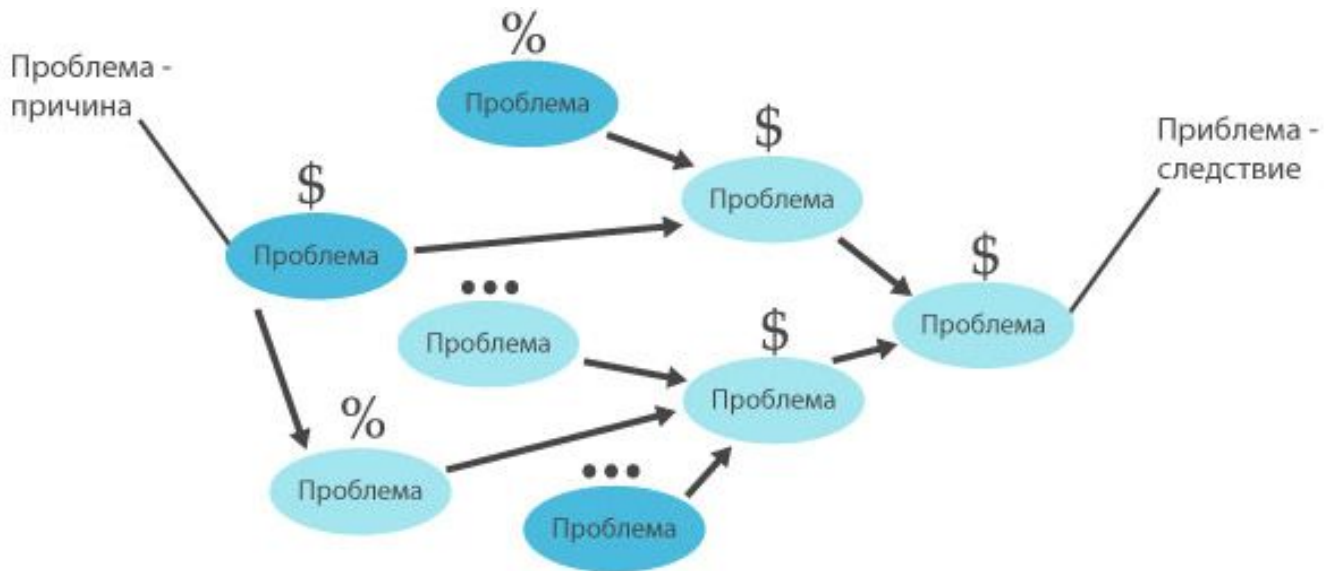 %
Проблема -
причина
Проблема
$
Приблема -
следствие
$
Проблема
Проблема
$
•••
Проблема
Проблема
$
Проблема
%
Проблема
•••
Проблема